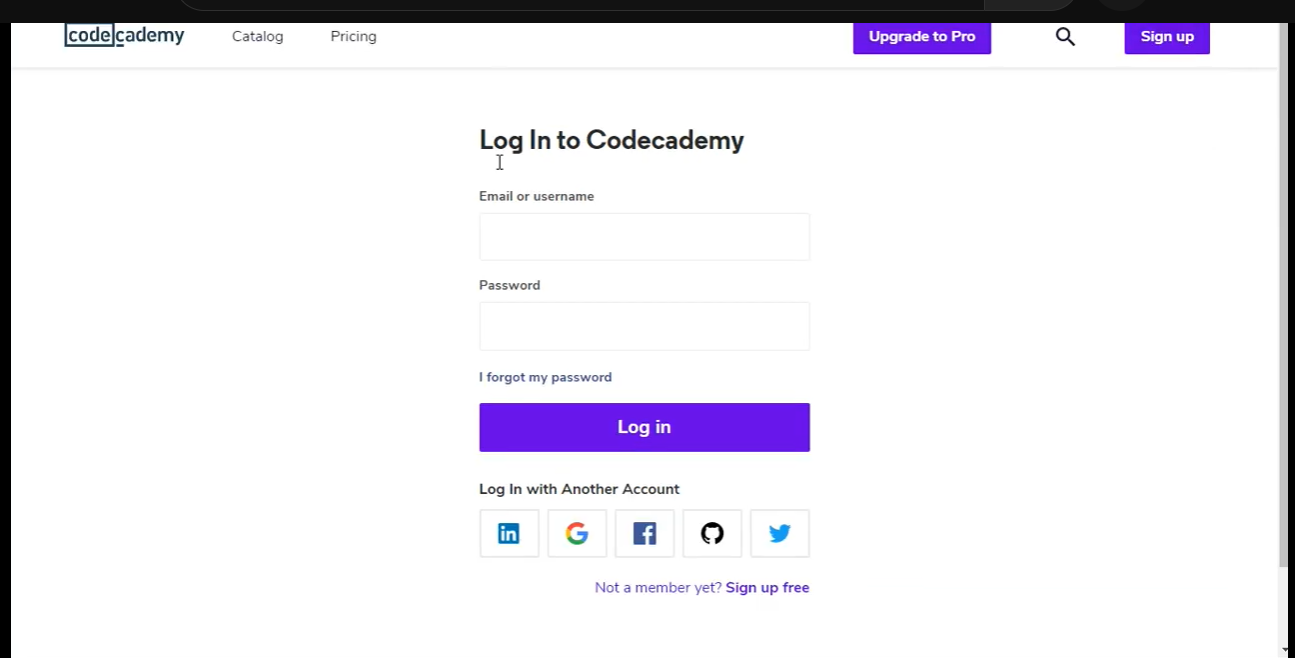 codecademy Catalog Pricing Upgrade to Pro Sign up
Log In to Codecademy
Email or username
Password
I forgot my password
Log in
Log In with Another Account
in G f
Not a member yet? Sign up free